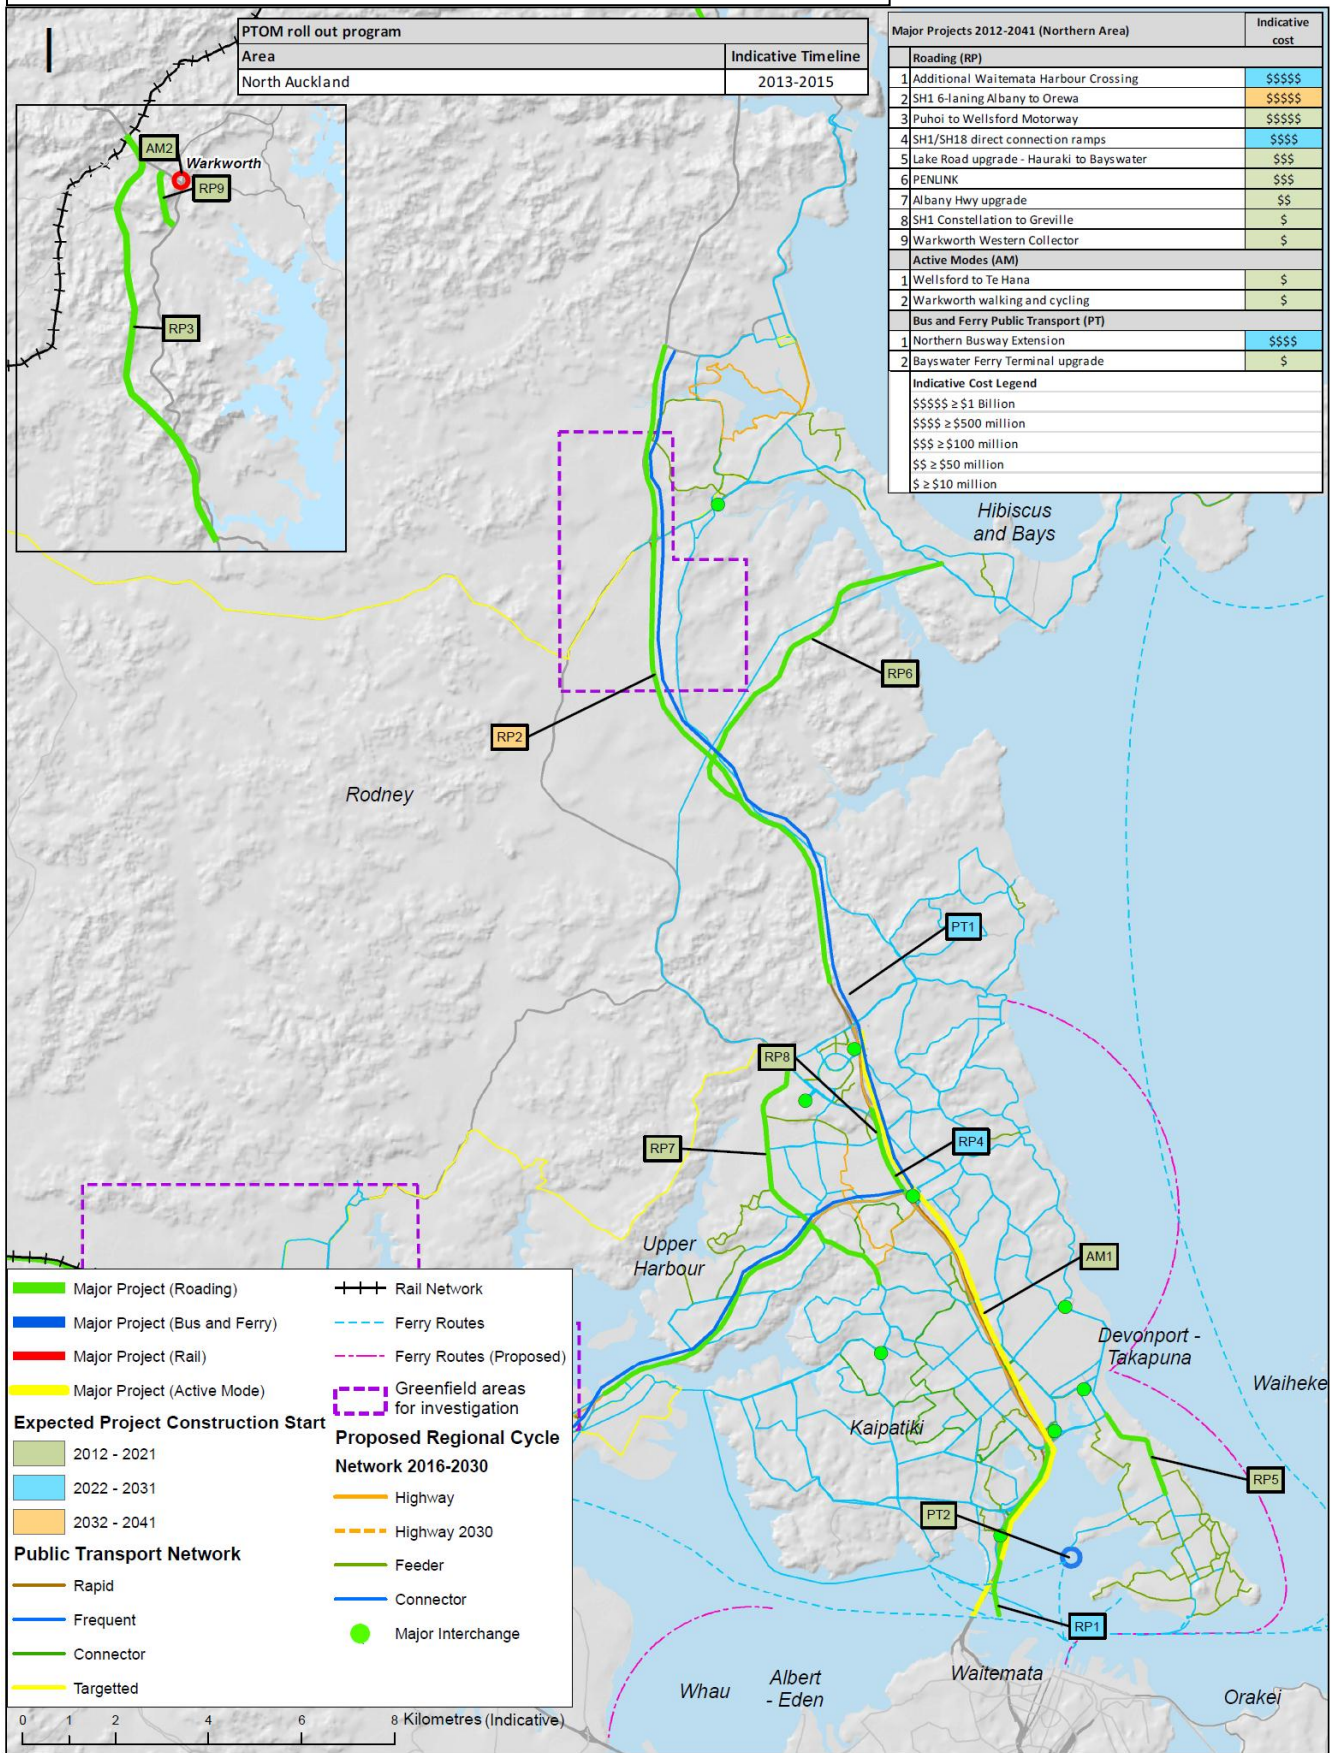 PTOM roll out program
Area Indicative Timeline
North Auckland 2013-2015
Major Projects 2012-2041 (Northern Area) Indicative cost
Roading (RP)
1 Additional Waitemata Harbour Crossing $$$$$
2 SH1 6-laning Albany to Orewa $$$$$
3 Puhoi to Wellsford Motorway $$$$$
4 SH1/SH18 direct connection ramps $$$$
5 Lake Road upgrade - Hauraki to Bayswater $$$
6 PENLINK $$$
7 Albany Hwy upgrade $$
8 SH1 Constellation to Greville $
9 Warkworth Western Collector $
Active Modes (AM)
1 Wellsford to Te Hana $
2 Warkworth walking and cycling $
Bus and Ferry Public Transport (PT)
1 Northern Busway Extension $$$$
2 Bayswater Ferry Terminal upgrade $
Indicative Cost Legend
$$$$$ ≥ $1 Billion
$$$$ ≥ $500 million
$$$ ≥ $100 million
$$ ≥ $50 million
$ ≥ $10 million
AM2
Warkworth
RP9
RP3
Hibiscus
and Bays
RP6
RP2
Rodney
PT1
RP8
RP4
RP7
Upper
Harbour
AM1
Devonport -
Takapuna
Waiheke
Kaipatiki
RP5
PT2
RP1
Waitemata
Albert
- Eden
Whau
Orakei
Major Project (Roading)
Major Project (Bus and Ferry)
Major Project (Rail)
Major Project (Active Mode)
Expected Project Construction Start
2012 - 2021
2022 - 2031
2032 - 2041
Public Transport Network
Rapid
Frequent
Connector
Targetted
Rail Network
Ferry Routes
Ferry Routes (Proposed)
Greenfield areas
for investigation
Proposed Regional Cycle
Network 2016-2030
Highway
Highway 2030
Feeder
Connector
Major Interchange
0 1 2 4 6 8 Kilometres (Indicative)